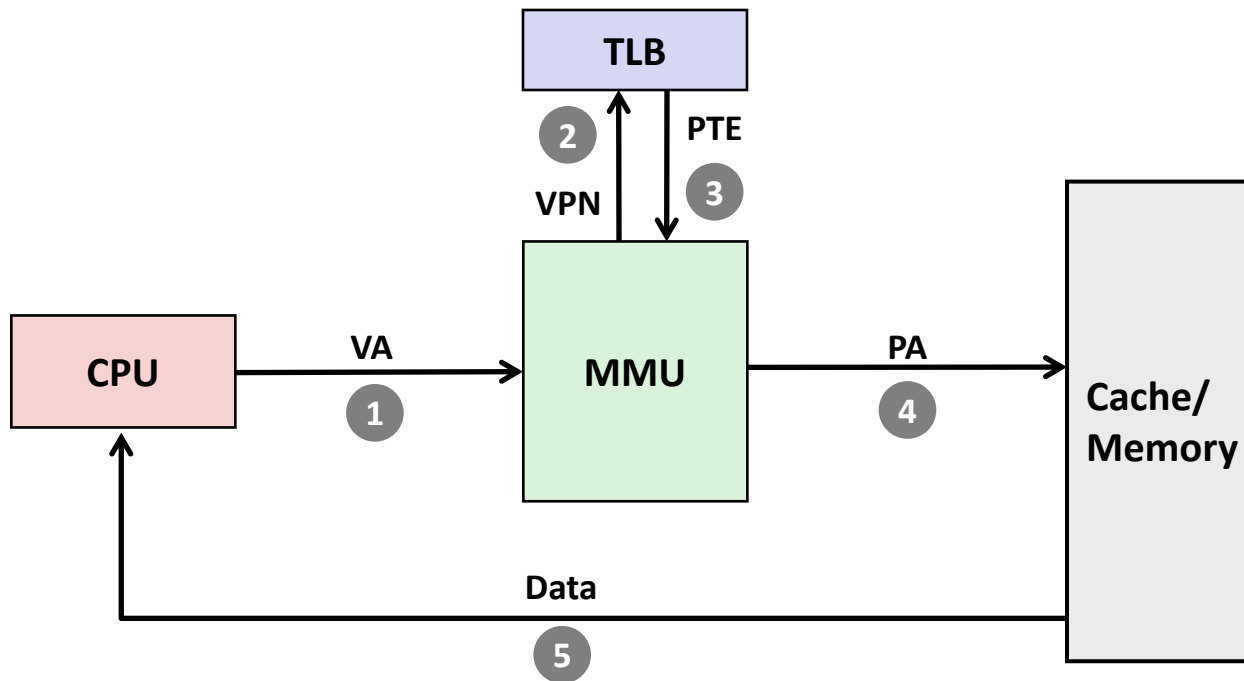 TLB
2
PTE
3
VPN
CPU
VA
1
MMU
PA
4
Cache/
Memory
Data
5